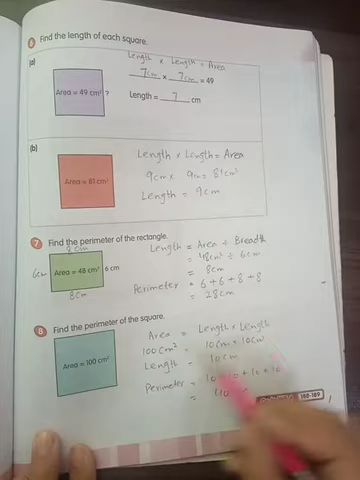 6 Find the length of each square.
(a)
Length × Length = Area
7cm × 7cm = 49
Area = 49 cm² ?
Length = 7 cm
(b)
Length × Length = Area
9cm × 9cm = 81cm²
Area = 81 cm²
Length = 9cm
7 Find the perimeter of the rectangle.
8cm
Length = Area ÷ Breadth
= 48cm² ÷ 6cm
6cm Area = 48 cm² 6 cm
= 8cm
8cm
Perimeter = 6 + 6 + 8 + 8
= 28cm
8 Find the perimeter of the square.
Area = Length × Length
100cm² = 10cm × 10cm
Area = 100 cm²
Length = 10cm
Perimeter = 10 + 10 + 10 + 10
=
188-189